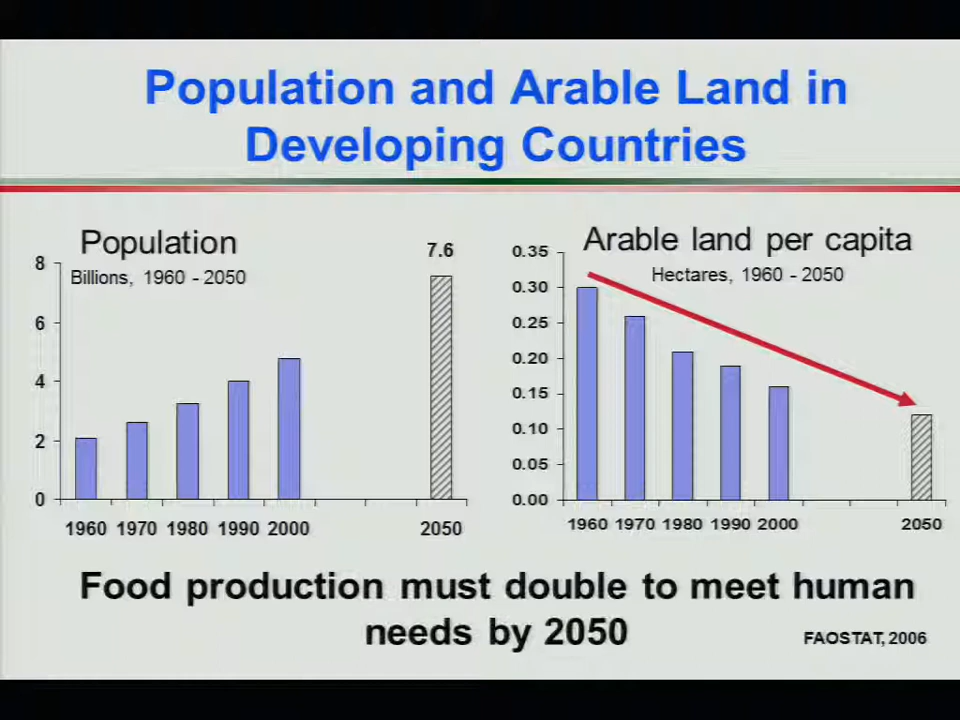 Population and Arable Land in
Developing Countries
Population
Billions, 1960 - 2050
7.6
8
6
4
2
0
1960 1970 1980 1990 2000 2050
Arable land per capita
Hectares, 1960 - 2050
0.35
0.30
0.25
0.20
0.15
0.10
0.05
0.00
1960 1970 1980 1990 2000 2050
Food production must double to meet human
needs by 2050
FAOSTAT, 2006